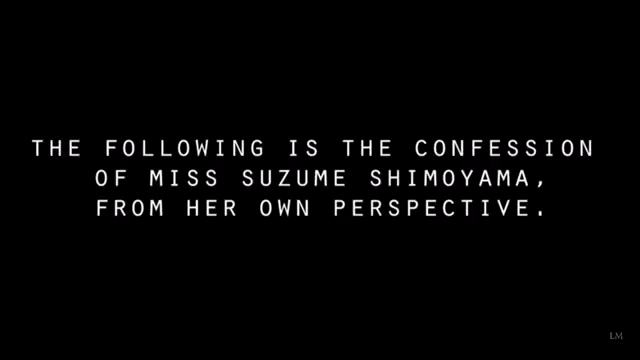 THE FOLLOWING IS THE CONFESSION
OF MISS SUZUME SHIMOYAMA,
FROM HER OWN PERSPECTIVE.
LM